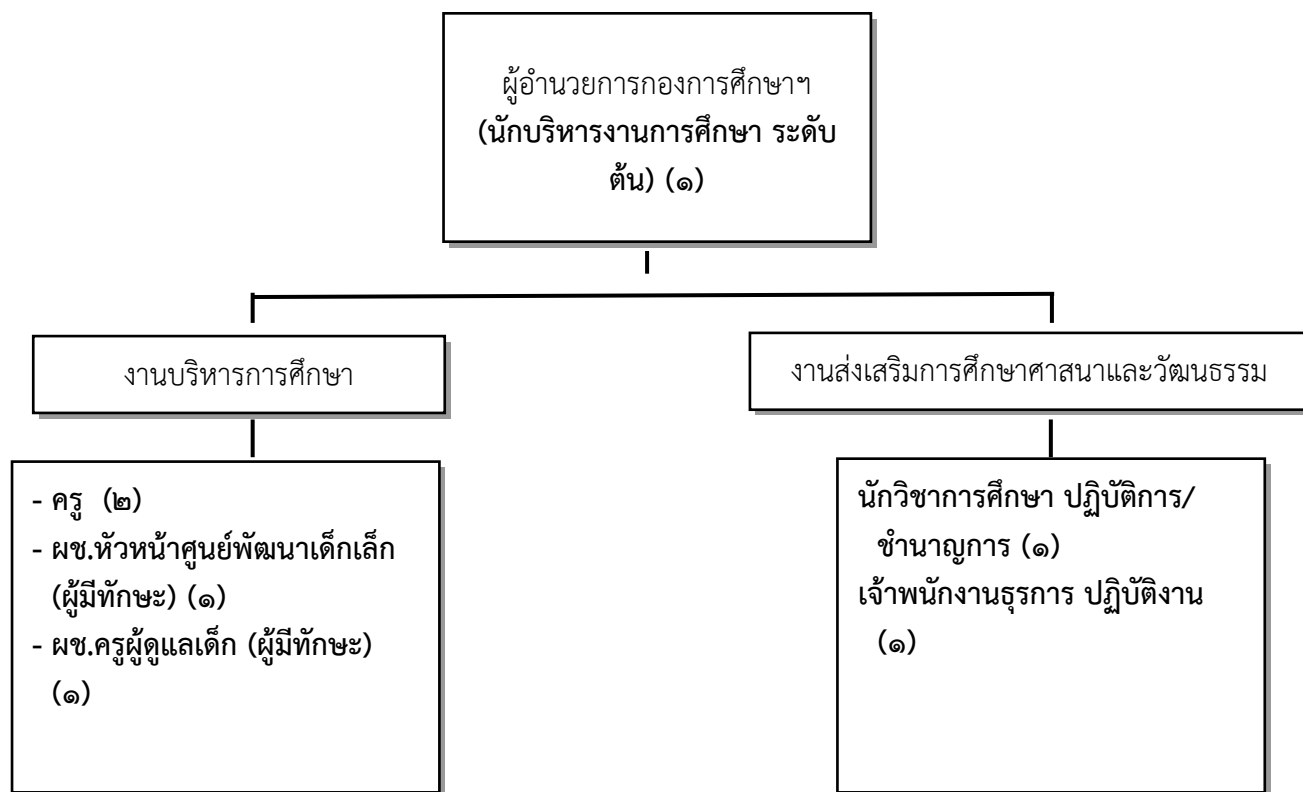 ผู้อำนวยการกองการศึกษาฯ
(นักบริหารงานการศึกษา ระดับ
ต้น) (๑)
งานบริหารการศึกษา
งานส่งเสริมการศึกษาศาสนาและวัฒนธรรม
- ครู (๒)
- ผช.หัวหน้าศูนย์พัฒนาเด็กเล็ก
(ผู้มีทักษะ) (๑)
- ผช.ครูผู้ดูแลเด็ก (ผู้มีทักษะ)
(๑)
นักวิชาการศึกษา ปฏิบัติการ/
ชำนาญการ (๑)
เจ้าพนักงานธุรการ ปฏิบัติงาน
(๑)